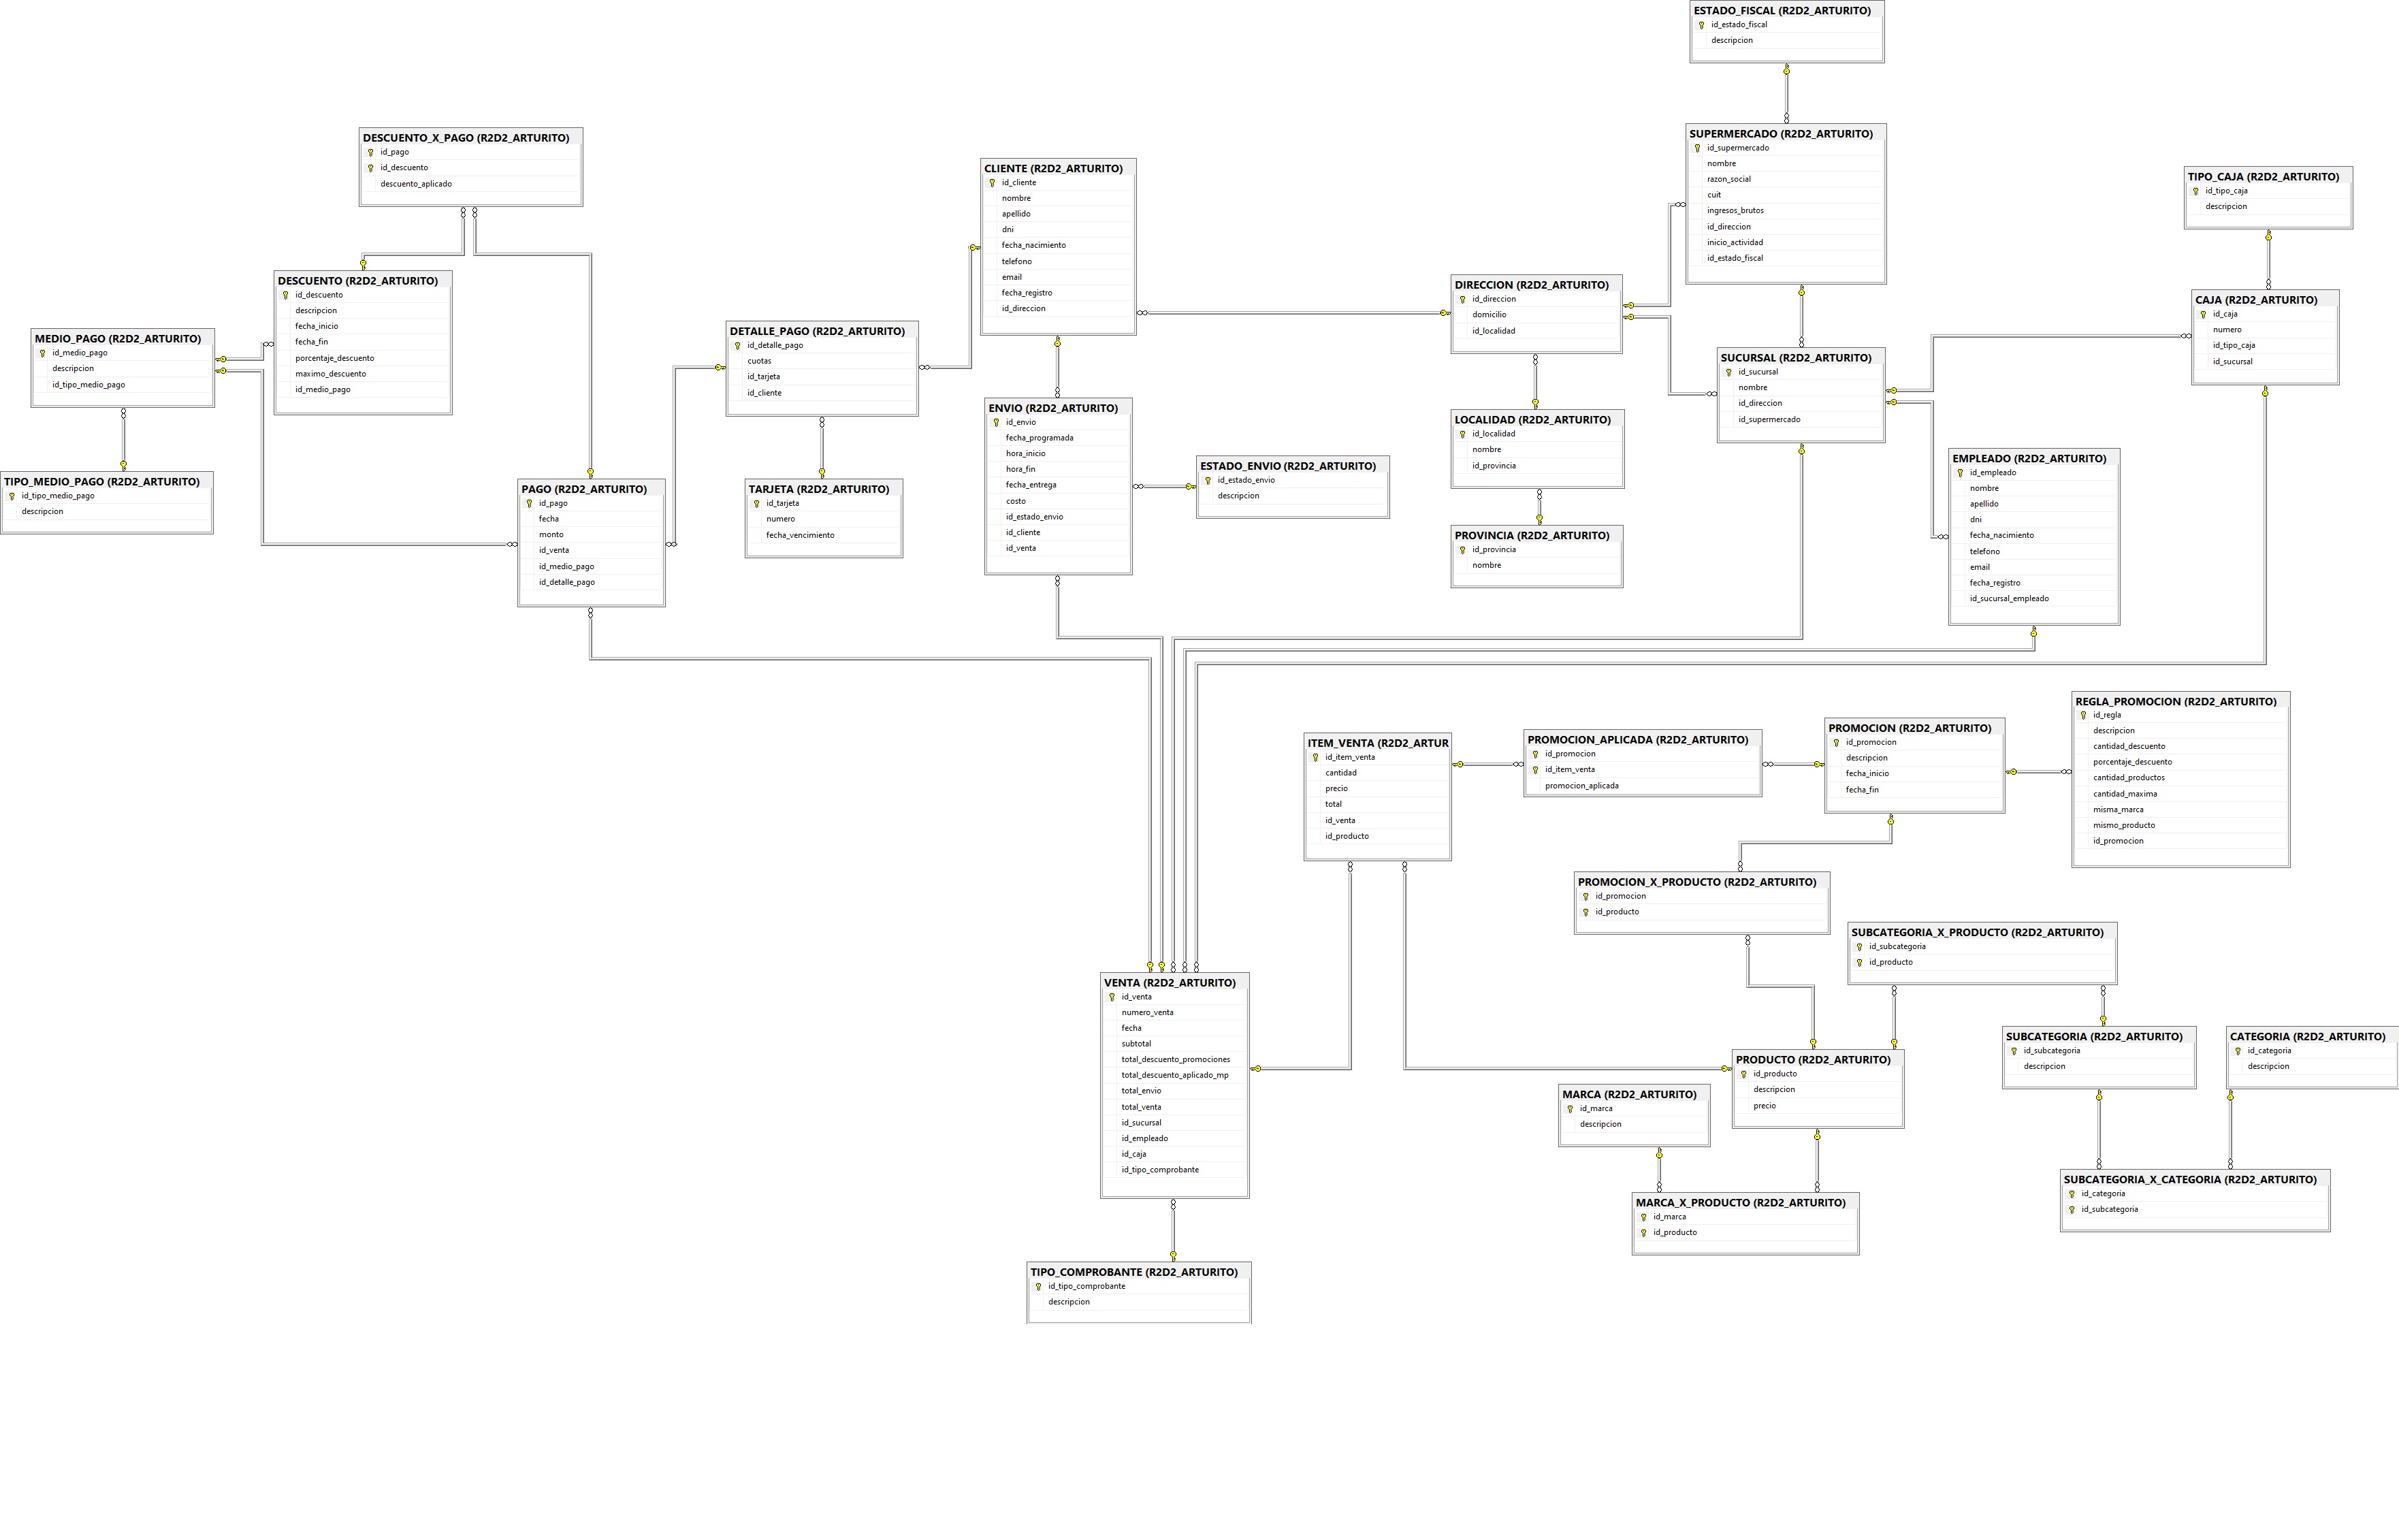 ESTADO_FISCAL (R2D2_ARTURITO)
id_estado_fiscal
descripcion
DESCUENTO_X_PAGO (R2D2_ARTURITO)
id_pago
id_descuento
descuento_aplicado
CLIENTE (R2D2_ARTURITO)
id_cliente
nombre
apellido
dni
fecha_nacimiento
telefono
email
fecha_registro
id_direccion
SUPERMERCADO (R2D2_ARTURITO)
id_supermercado
nombre
razon_social
cuit
ingresos_brutos
id_direccion
inicio_actividad
id_estado_fiscal
TIPO_CAJA (R2D2_ARTURITO)
id_tipo_caja
descripcion
DESCUENTO (R2D2_ARTURITO)
id_descuento
descripcion
fecha_inicio
fecha_fin
porcentaje_descuento
maximo_descuento
id_medio_pago
MEDIO_PAGO (R2D2_ARTURITO)
id_medio_pago
descripcion
id_tipo_medio_pago
DETALLE_PAGO (R2D2_ARTURITO)
id_detalle_pago
cuotas
id_tarjeta
id_cliente
DIRECCION (R2D2_ARTURITO)
id_direccion
domicilio
id_localidad
CAJA (R2D2_ARTURITO)
id_caja
numero
id_tipo_caja
id_sucursal
SUCURSAL (R2D2_ARTURITO)
id_sucursal
nombre
id_direccion
id_supermercado
ENVIO (R2D2_ARTURITO)
id_envio
fecha_programada
hora_inicio
hora_fin
fecha_entrega
costo
id_estado_envio
id_cliente
id_venta
LOCALIDAD (R2D2_ARTURITO)
id_localidad
nombre
id_provincia
EMPLEADO (R2D2_ARTURITO)
id_empleado
nombre
apellido
dni
fecha_nacimiento
telefono
email
fecha_registro
id_sucursal_empleado
ESTADO_ENVIO (R2D2_ARTURITO)
id_estado_envio
descripcion
TIPO_MEDIO_PAGO (R2D2_ARTURITO)
id_tipo_medio_pago
descripcion
PAGO (R2D2_ARTURITO)
id_pago
fecha
monto
id_venta
id_medio_pago
id_detalle_pago
TARJETA (R2D2_ARTURITO)
id_tarjeta
numero
fecha_vencimiento
PROVINCIA (R2D2_ARTURITO)
id_provincia
nombre
REGLA_PROMOCION (R2D2_ARTURITO)
id_regla
descripcion
cantidad_descuento
porcentaje_descuento
cantidad_productos
cantidad_maxima
misma_marca
mismo_producto
id_promocion
PROMOCION (R2D2_ARTURITO)
id_promocion
descripcion
fecha_inicio
fecha_fin
PROMOCION_APLICADA (R2D2_ARTURITO)
id_promocion
id_item_venta
promocion_aplicada
ITEM_VENTA (R2D2_ARTUR
id_item_venta
cantidad
precio
total
id_venta
id_producto
PROMOCION_X_PRODUCTO (R2D2_ARTURITO)
id_promocion
id_producto
SUBCATEGORIA_X_PRODUCTO (R2D2_ARTURITO)
id_subcategoria
id_producto
VENTA (R2D2_ARTURITO)
id_venta
numero_venta
fecha
subtotal
total_descuento_promociones
total_descuento_aplicado_mp
total_envio
total_venta
id_sucursal
id_empleado
id_caja
id_tipo_comprobante
SUBCATEGORIA (R2D2_ARTURITO)
id_subcategoria
descripcion
CATEGORIA (R2D2_ARTURITO)
id_categoria
descripcion
PRODUCTO (R2D2_ARTURITO)
id_producto
descripcion
precio
MARCA (R2D2_ARTURITO)
id_marca
descripcion
SUBCATEGORIA_X_CATEGORIA (R2D2_ARTURITO)
id_categoria
id_subcategoria
MARCA_X_PRODUCTO (R2D2_ARTURITO)
id_marca
id_producto
TIPO_COMPROBANTE (R2D2_ARTURITO)
id_tipo_comprobante
descripcion